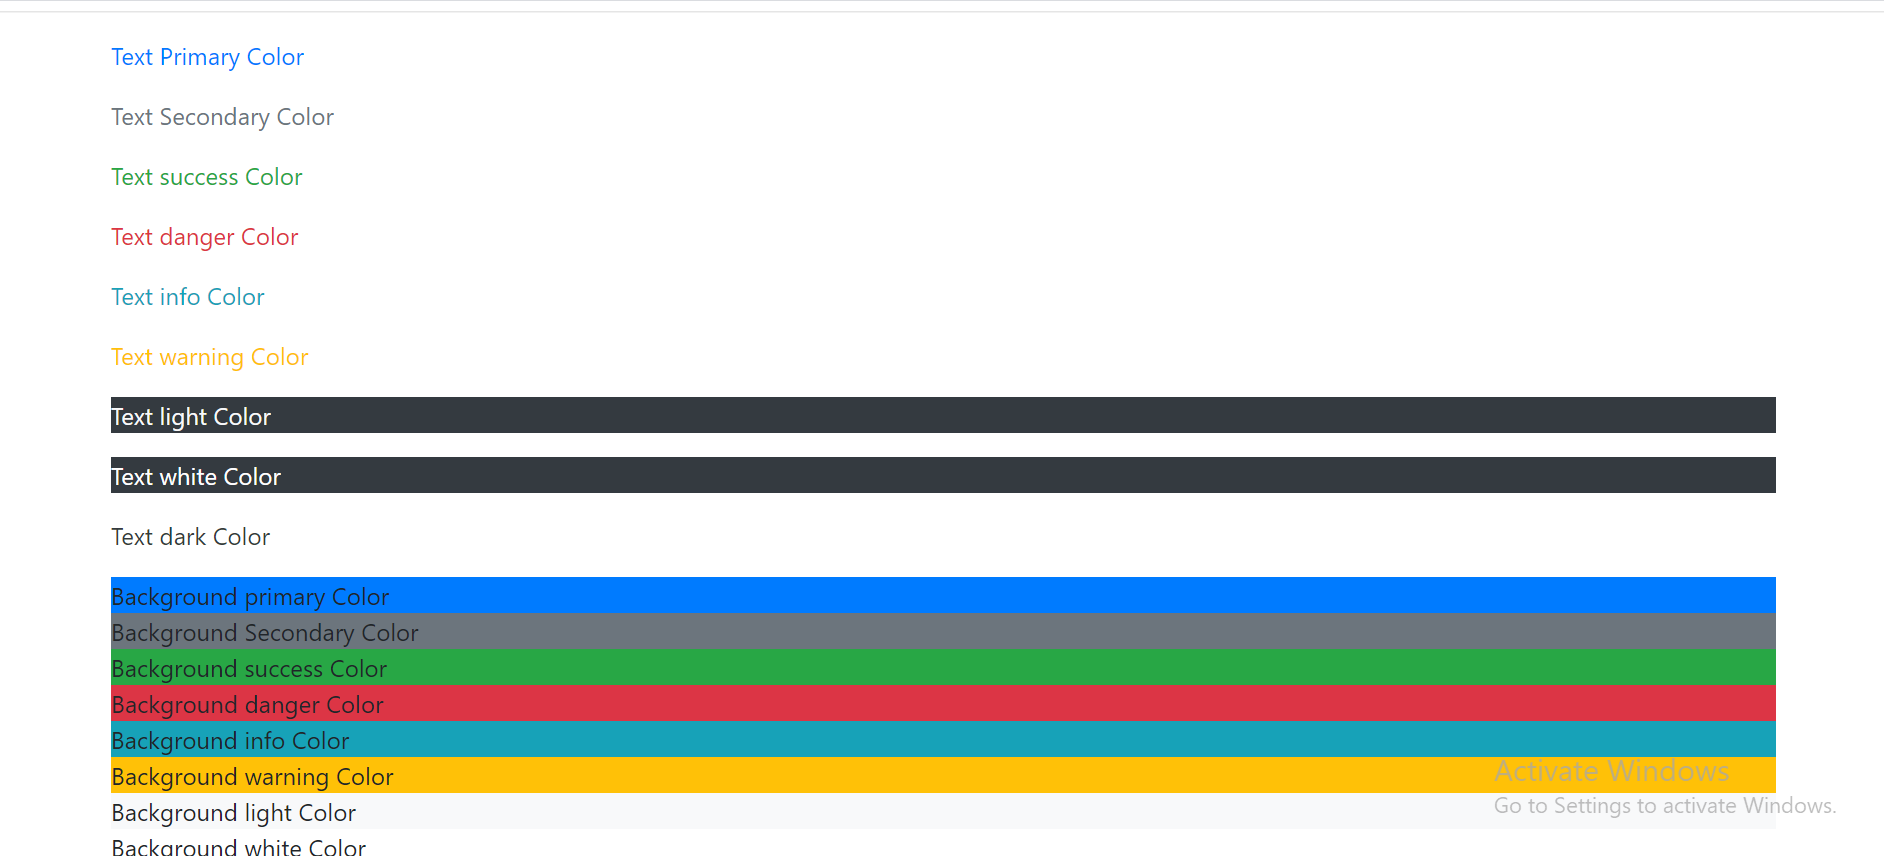 Text Primary Color
Text Secondary Color
Text success Color
Text danger Color
Text info Color
Text warning Color
Text light Color
Text white Color
Text dark Color
Background primary Color
Background Secondary Color
Background success Color
Background danger Color
Background info Color
Background warning Color
Activate Windows
Go to Settings to activate Windows.
Background light Color
Background white Color